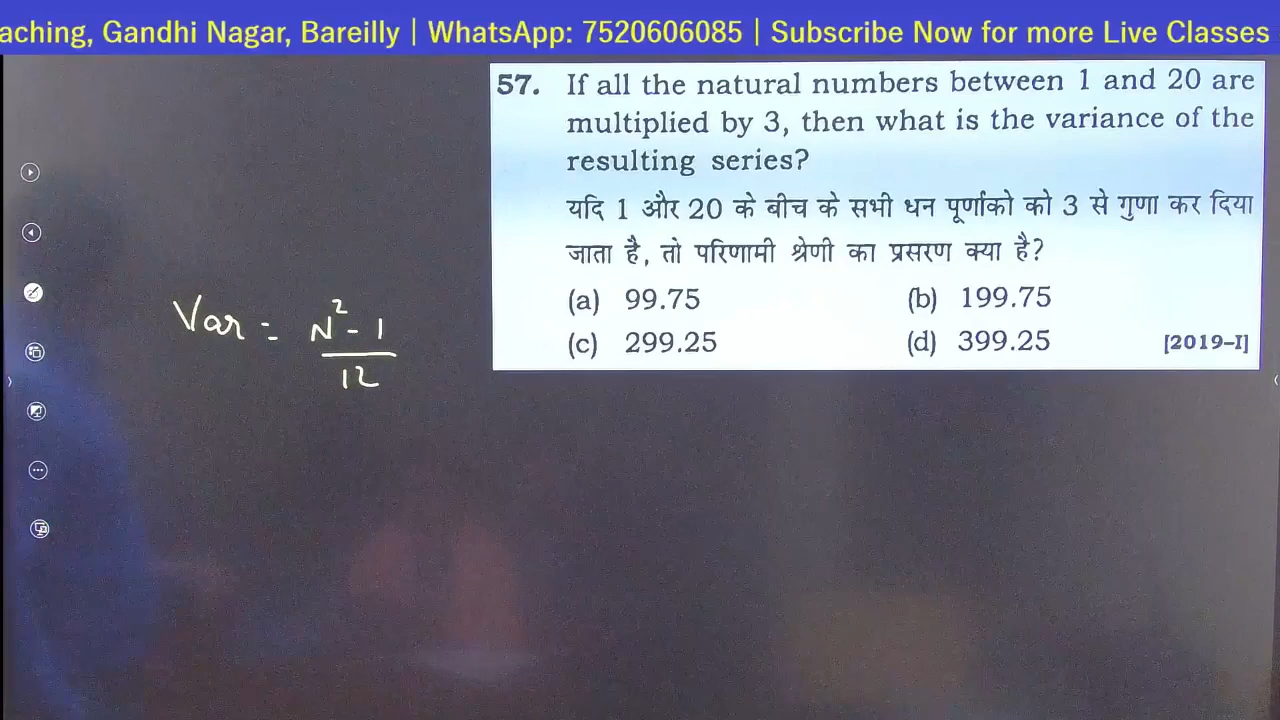 aching, Gandhi Nagar, Bareilly | WhatsApp: 7520606085 | Subscribe Now for more Live Classes
57. If all the natural numbers between 1 and 20 are
multiplied by 3, then what is the variance of the
resulting series?
यदि 1 और 20 के बीच के सभी धन पूर्णाको को 3 से गुणा कर दिया
जाता है, तो परिणामी श्रेणी का प्रसरण क्या है?
(a) 99.75 (b) 199.75
(c) 299.25 (d) 399.25 [2019–I]
Var = N² - 1
12